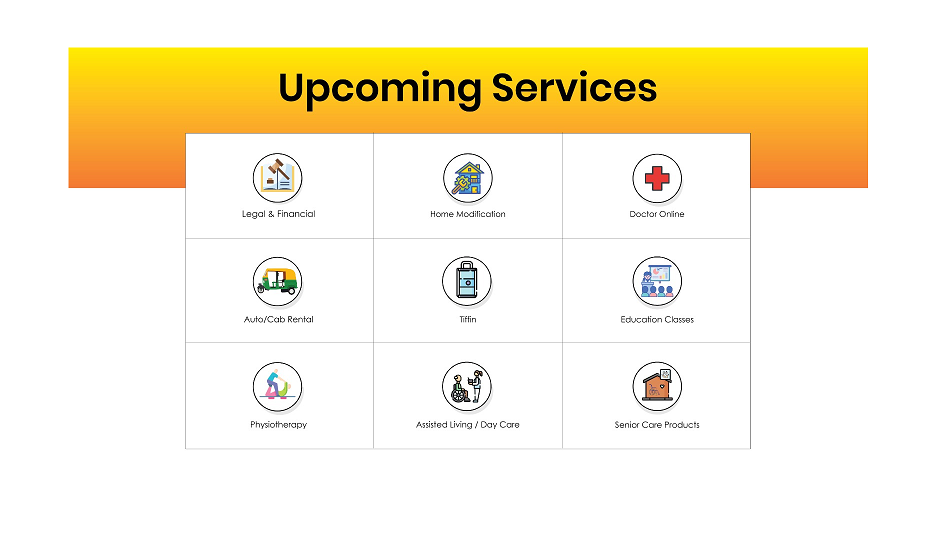 Upcoming Services
Legal & Financial
Home Modification
Doctor Online
Auto/Cab Rental
Tiffin
Education Classes
Physiotherapy
Assisted Living / Day Care
Senior Care Products